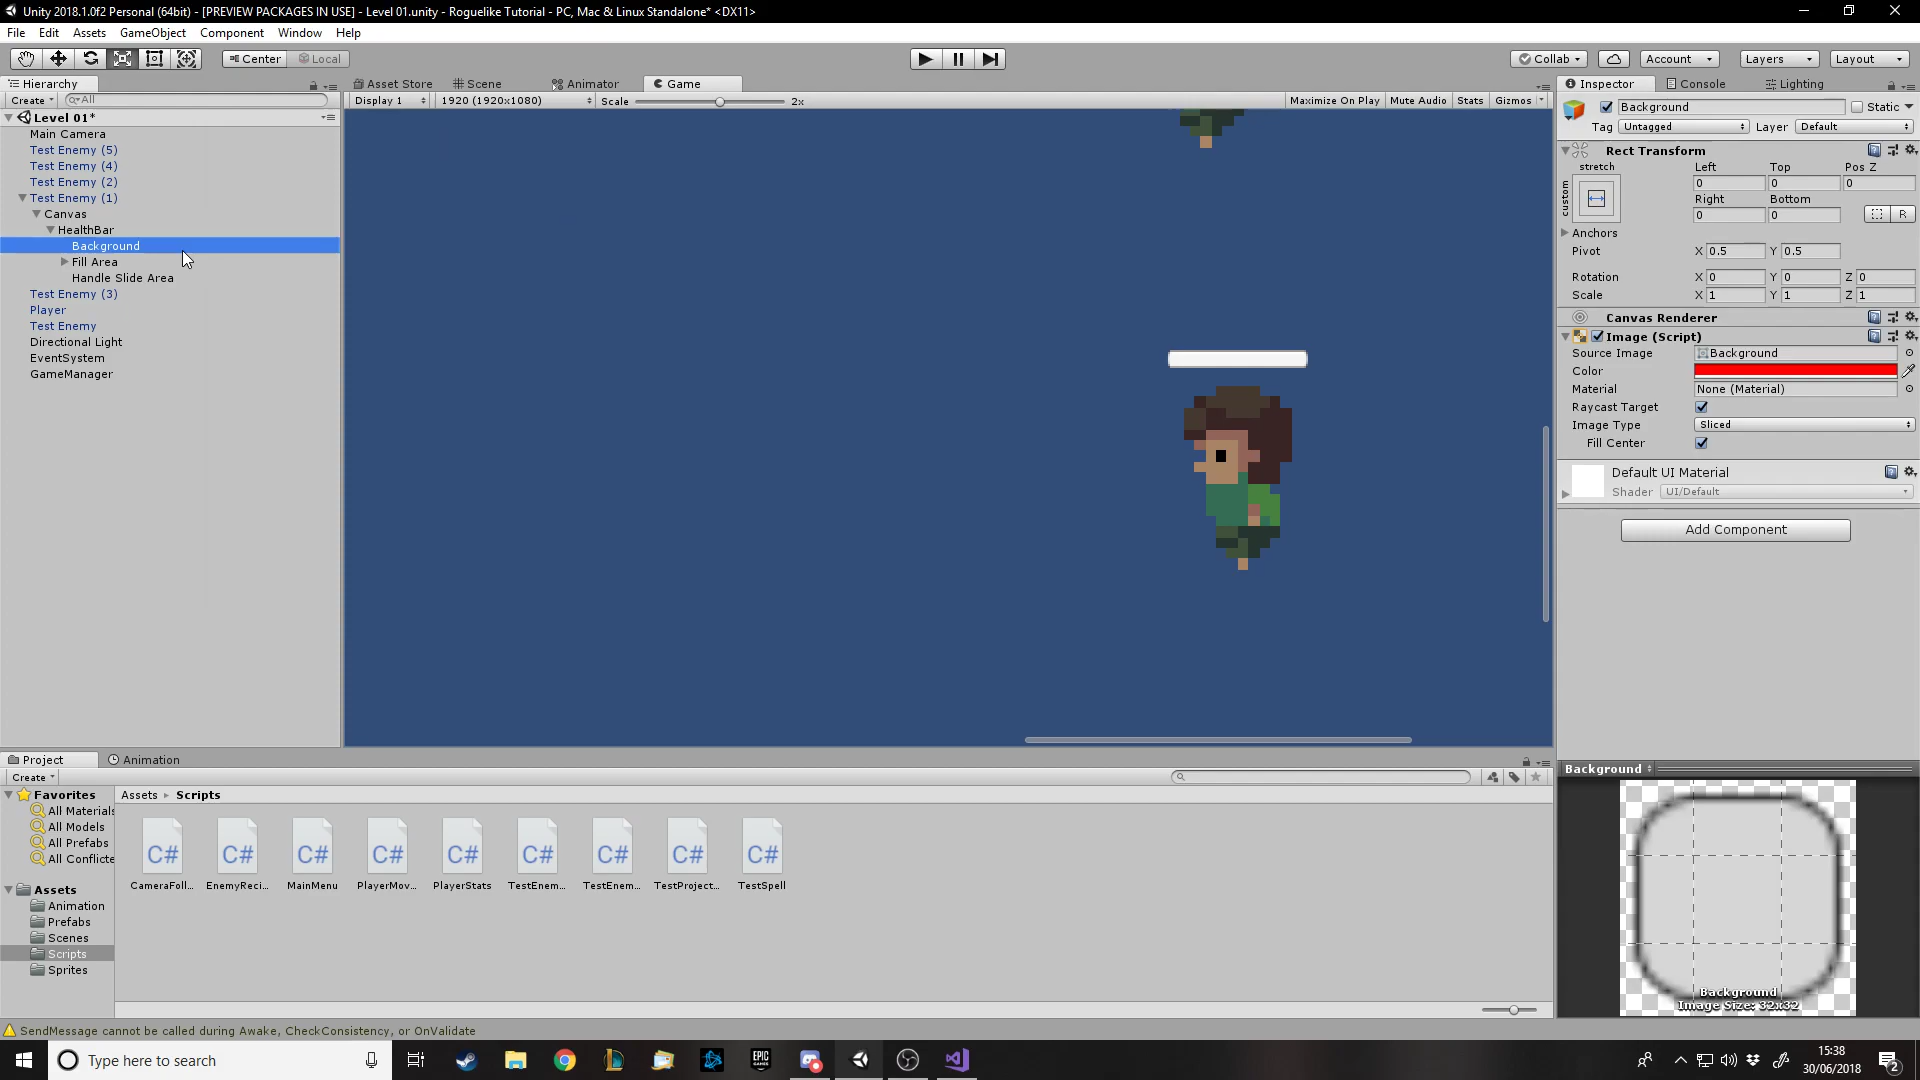 Unity 2018.1.0f2 Personal (64bit) - [PREVIEW PACKAGES IN USE] - Level 01.unity - Roguelike Tutorial - PC, Mac & Linux Standalone* <DX11>
File Edit Assets GameObject Component Window Help
Center Local Collab Account Layers Layout
Hierarchy Asset Store Scene Animator Game Inspector Console Lighting
Create All Display 1 1920 (1920x1080) Scale 2x Maximize On Play Mute Audio Stats Gizmos
Background Static
Level 01*
Tag Untagged Layer Default
Main Camera
Test Enemy (5)
Test Enemy (4)
Test Enemy (2)
Test Enemy (1)
Canvas
HealthBar
Background
Fill Area
Handle Slide Area
Test Enemy (3)
Player
Test Enemy
Directional Light
EventSystem
GameManager
Rect Transform
stretch
custom
Left Top Pos Z
0 0 0
Right Bottom
0 0 R
Anchors
Pivot X 0.5 Y 0.5
Rotation X 0 Y 0 Z 0
Scale X 1 Y 1 Z 1
Canvas Renderer
Image (Script)
Source Image Background
Color
Material None (Material)
Raycast Target
Image Type Sliced
Fill Center
Default UI Material
Shader UI/Default
Add Component
Project Animation
Create
Favorites
All Materials
All Models
All Prefabs
All Conflicte
Assets
Animation
Prefabs
Scenes
Scripts
Sprites
Assets Scripts
C# C# C# C# C# C# C# C# C#
CameraFoll... EnemyReci... MainMenu PlayerMov... PlayerStats TestEnem... TestEnem... TestProject... TestSpell
Background
Background
Image Size: 32x32
SendMessage cannot be called during Awake, CheckConsistency, or OnValidate
Type here to search
EPIC
GAMES
15:38
30/06/2018
2